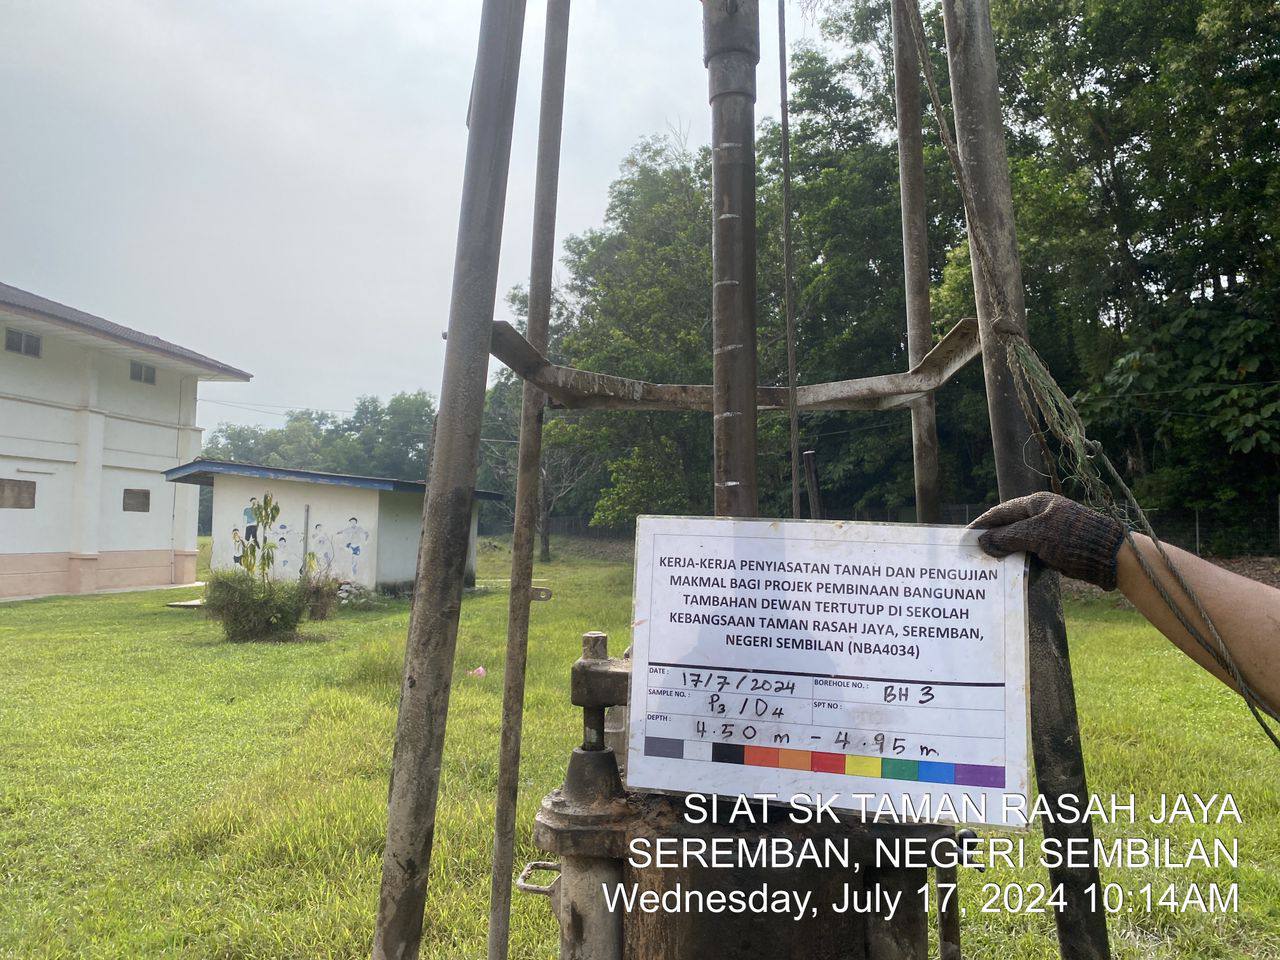 KERJA-KERJA PENYIASATAN TANAH DAN PENGUJIAN
MAKMAL BAGI PROJEK PEMBINAAN BANGUNAN
TAMBAHAN DEWAN TERTUTUP DI SEKOLAH
KEBANGSAAN TAMAN RASAH JAYA, SEREMBAN,
NEGERI SEMBILAN (NBA4034)
DATE : 17/7/2024 BOREHOLE NO. : BH 3
SAMPLE NO. : P3 / D4 SPT NO :
DEPTH : 4.50 m - 4.95 m
SI AT SK TAMAN RASAH JAYA
SEREMBAN, NEGERI SEMBILAN
Wednesday, July 17, 2024 10:14AM